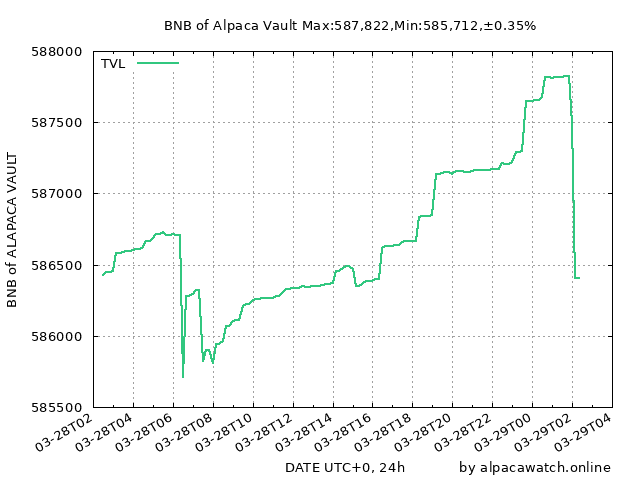 BNB of Alpaca Vault Max:587,822,Min:585,712,±0.35%
588000
TVL
587500
587000
586500
586000
585500
BNB of ALAPACA VAULT
03-28T02
03-28T04
03-28T06
03-28T08
03-28T10
03-28T12
03-28T14
03-28T16
03-28T18
03-28T20
03-28T22
03-29T00
03-29T02
03-29T04
DATE UTC+0, 24h
by alpacawatch.online